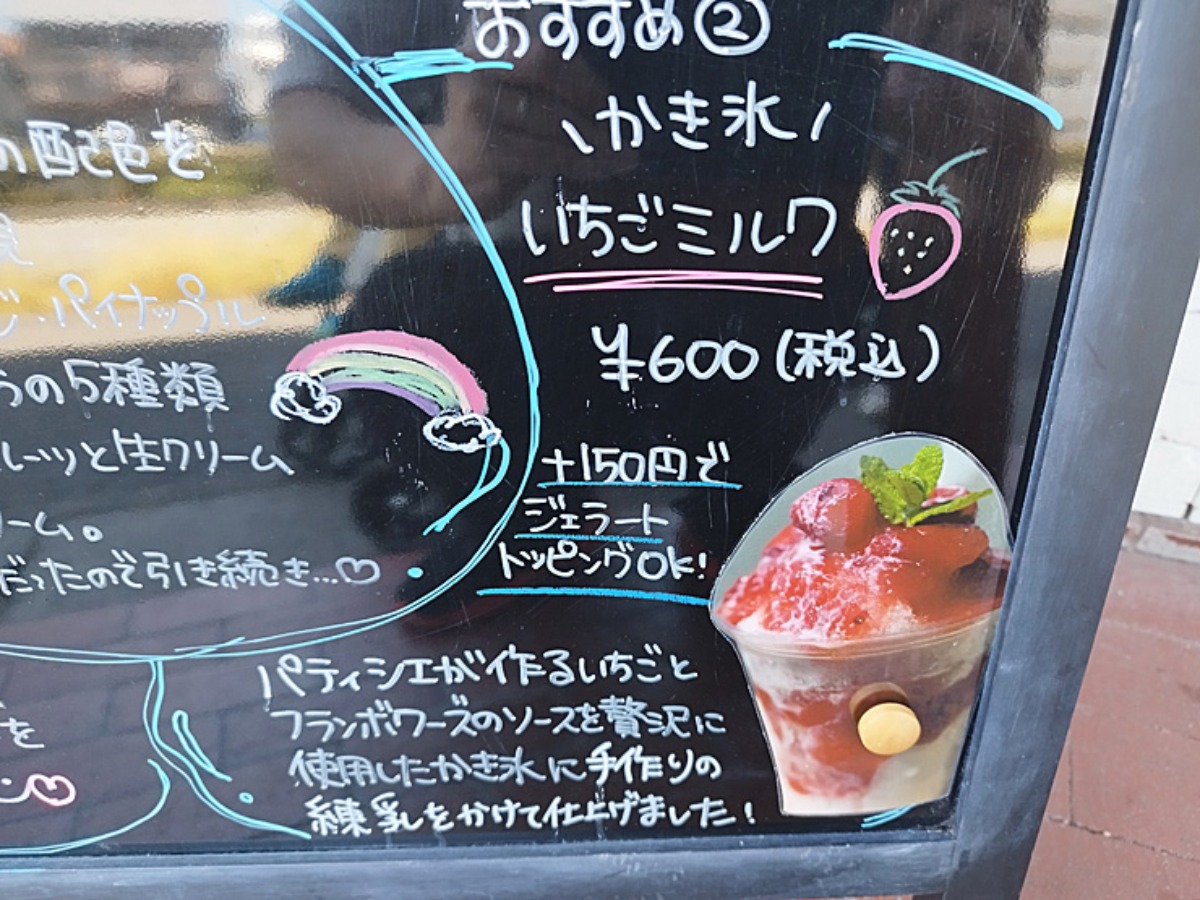 の配色を
じ・パイナップル
うの5種類
ルーツと生クリーム
リーム。
だったので引き続き...♡
を
おすすめ②
\かき氷/
いちごミルク
¥600(税込)
+150円で
ジェラート
トッピングOK!
パティシエが作るいちごと
フランボワーズのソースを贅沢に
使用したかき氷に手作りの
練乳をかけて仕上げました!